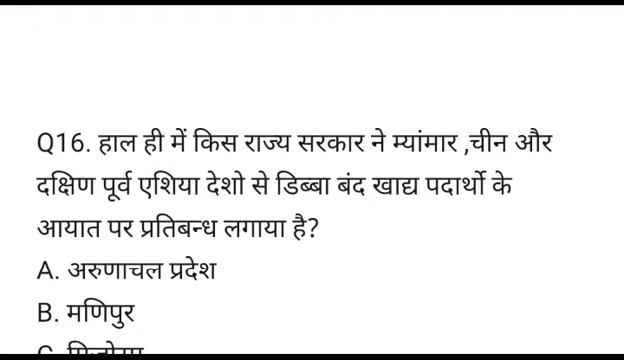 Q16. हाल ही में किस राज्य सरकार ने म्यांमार ,चीन और
दक्षिण पूर्व एशिया देशो से डिब्बा बंद खाद्य पदार्थो के
आयात पर प्रतिबन्ध लगाया है?
A. अरुणाचल प्रदेश
B. मणिपुर